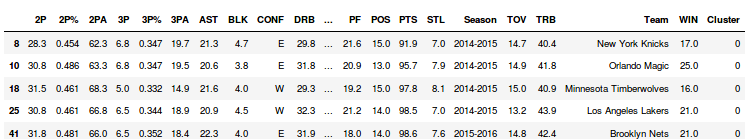 2P 2P% 2PA 3P 3P% 3PA AST BLK CONF DRB ... PF POS PTS STL Season TOV TRB Team WIN Cluster
8 28.3 0.454 62.3 6.8 0.347 19.7 21.3 4.7 E 29.8 ... 21.6 15.0 91.9 7.0 2014-2015 14.7 40.4 New York Knicks 17.0 0
10 30.8 0.486 63.3 6.8 0.347 19.5 20.6 3.8 E 31.8 ... 20.9 13.0 95.7 7.9 2014-2015 14.9 41.8 Orlando Magic 25.0 0
18 31.5 0.461 68.3 5.0 0.332 14.9 21.6 4.0 W 29.3 ... 19.2 15.0 97.8 8.1 2014-2015 15.0 40.9 Minnesota Timberwolves 16.0 0
25 30.8 0.461 66.8 6.5 0.344 18.9 20.9 4.5 W 32.3 ... 21.2 14.0 98.5 7.0 2014-2015 13.2 43.9 Los Angeles Lakers 21.0 0
41 31.8 0.481 66.0 6.5 0.352 18.4 22.3 4.0 E 31.9 ... 18.0 14.0 98.6 7.6 2015-2016 14.8 42.4 Brooklyn Nets 21.0 0